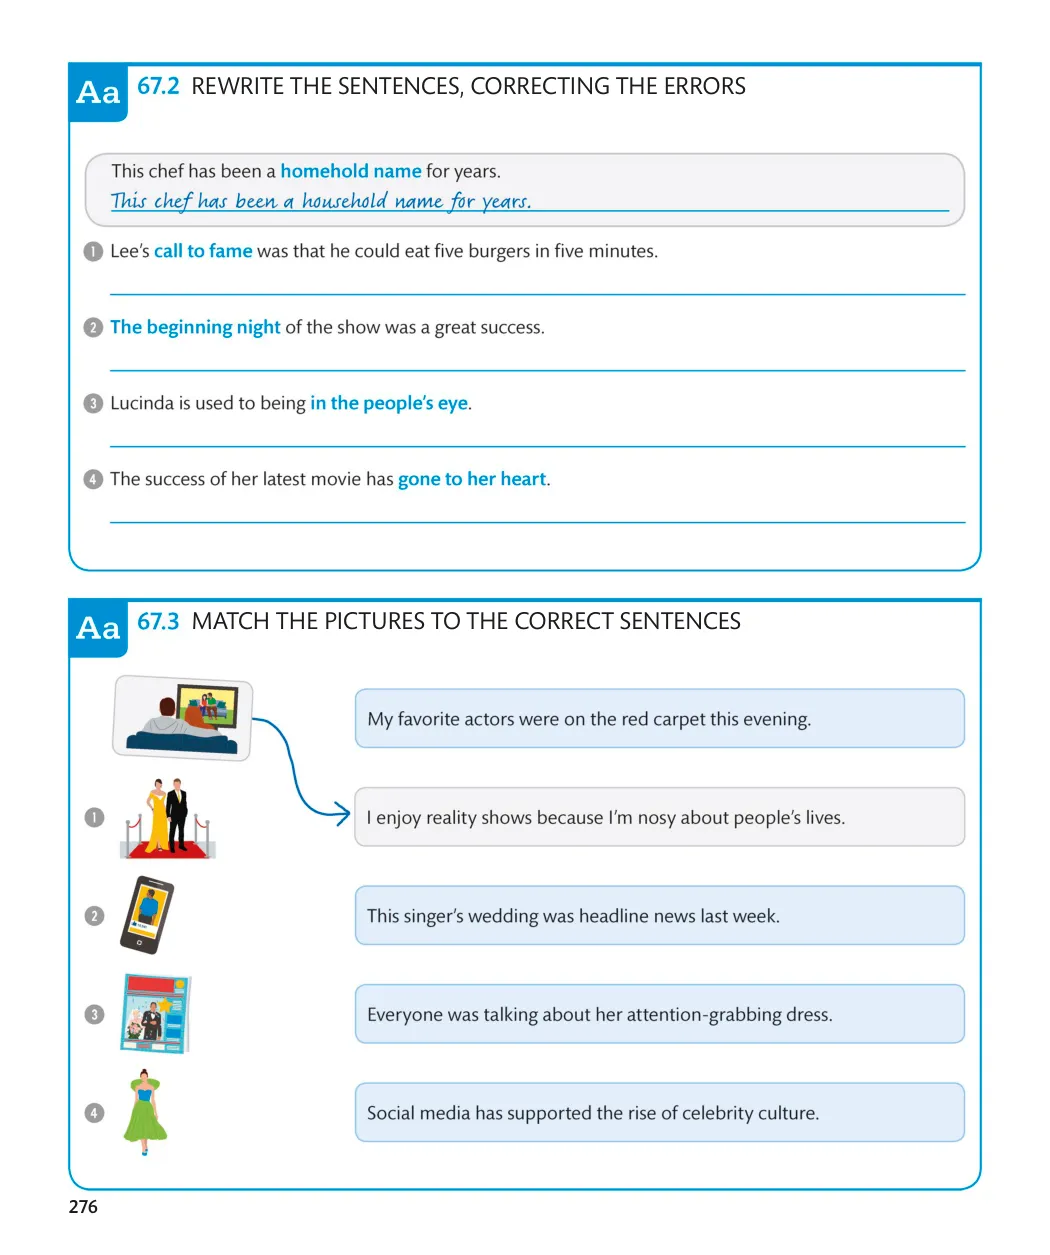 Aa 67.2 REWRITE THE SENTENCES, CORRECTING THE ERRORS
This chef has been a homehold name for years.
This chef has been a household name for years.
1 Lee’s call to fame was that he could eat five burgers in five minutes.
2 The beginning night of the show was a great success.
3 Lucinda is used to being in the people’s eye.
4 The success of her latest movie has gone to her heart.
Aa 67.3 MATCH THE PICTURES TO THE CORRECT SENTENCES
My favorite actors were on the red carpet this evening.
1 I enjoy reality shows because I’m nosy about people’s lives.
2 This singer’s wedding was headline news last week.
3 Everyone was talking about her attention-grabbing dress.
4 Social media has supported the rise of celebrity culture.
276